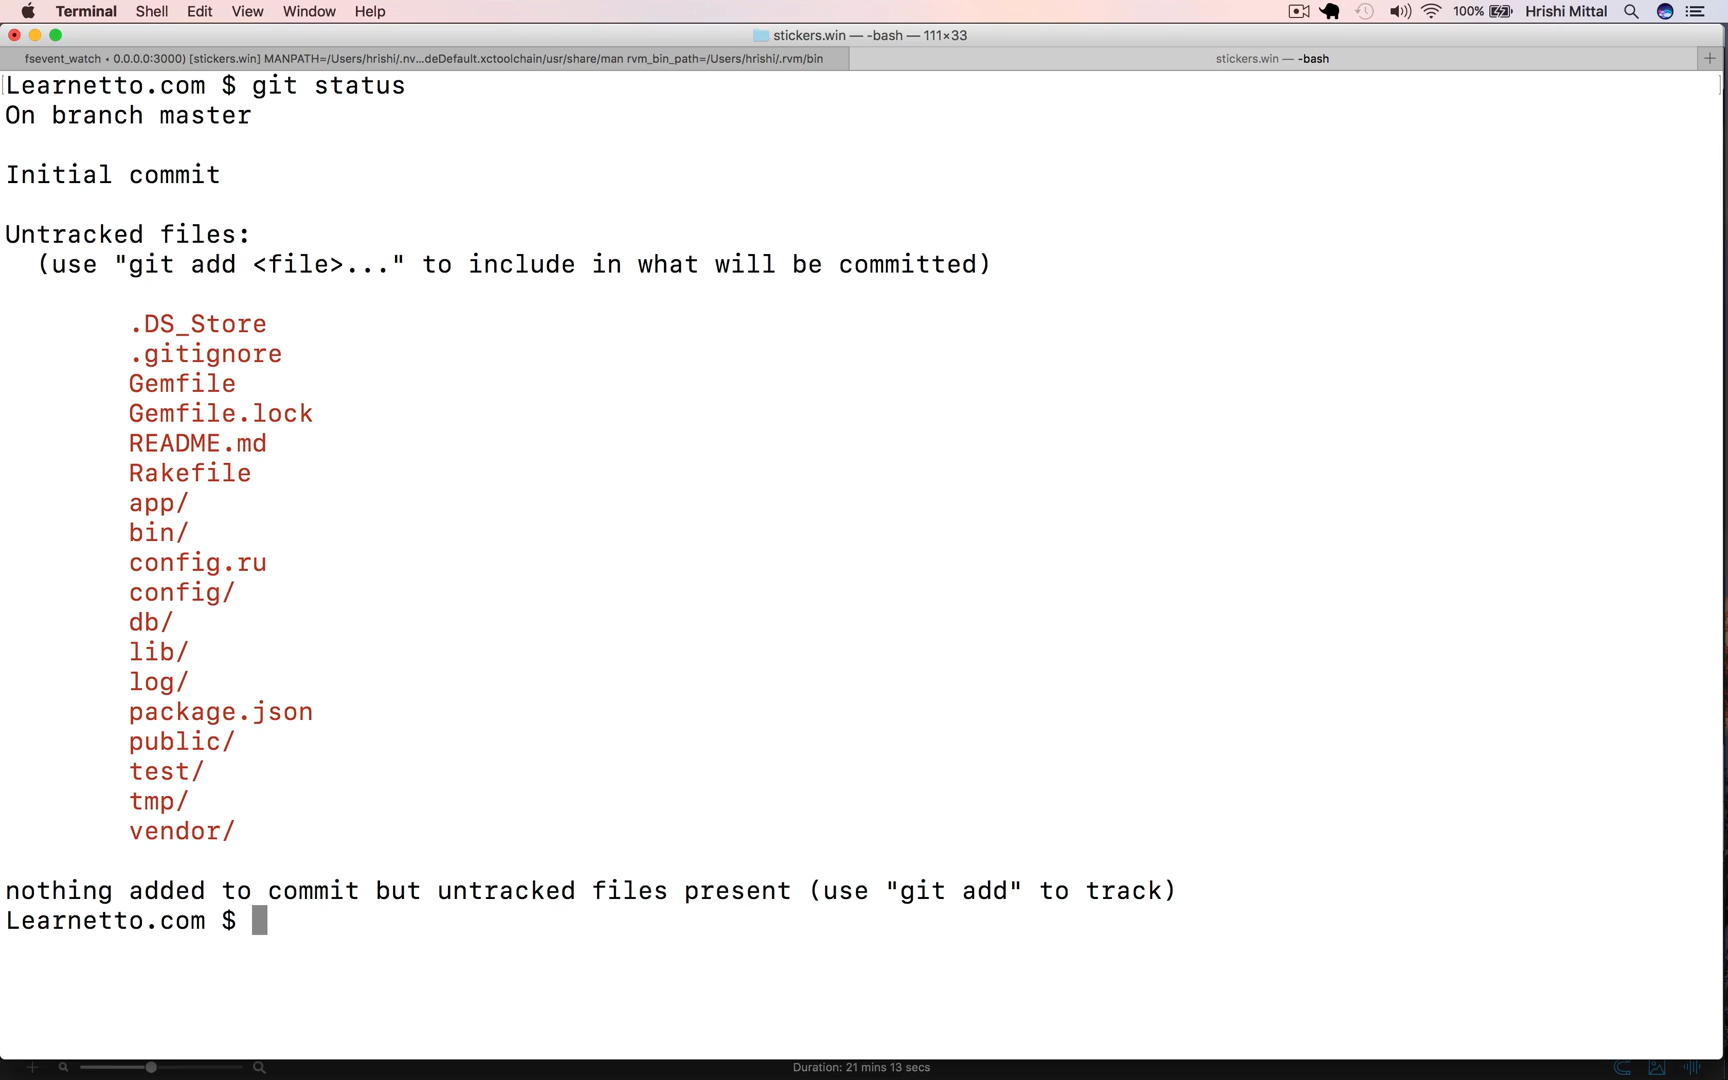 Terminal Shell Edit View Window Help 100% Hrishi Mittal
stickers.win — -bash — 111×33
fsevent_watch • 0.0.0.0:3000) [stickers.win] MANPATH=/Users/hrishi/.nv...deDefault.xctoolchain/usr/share/man rvm_bin_path=/Users/hrishi/.rvm/bin stickers.win — -bash
Learnetto.com $ git status
On branch master
Initial commit
Untracked files:
(use "git add <file>..." to include in what will be committed)
.DS_Store
.gitignore
Gemfile
Gemfile.lock
README.md
Rakefile
app/
bin/
config.ru
config/
db/
lib/
log/
package.json
public/
test/
tmp/
vendor/
nothing added to commit but untracked files present (use "git add" to track)
Learnetto.com $
Duration: 21 mins 13 secs